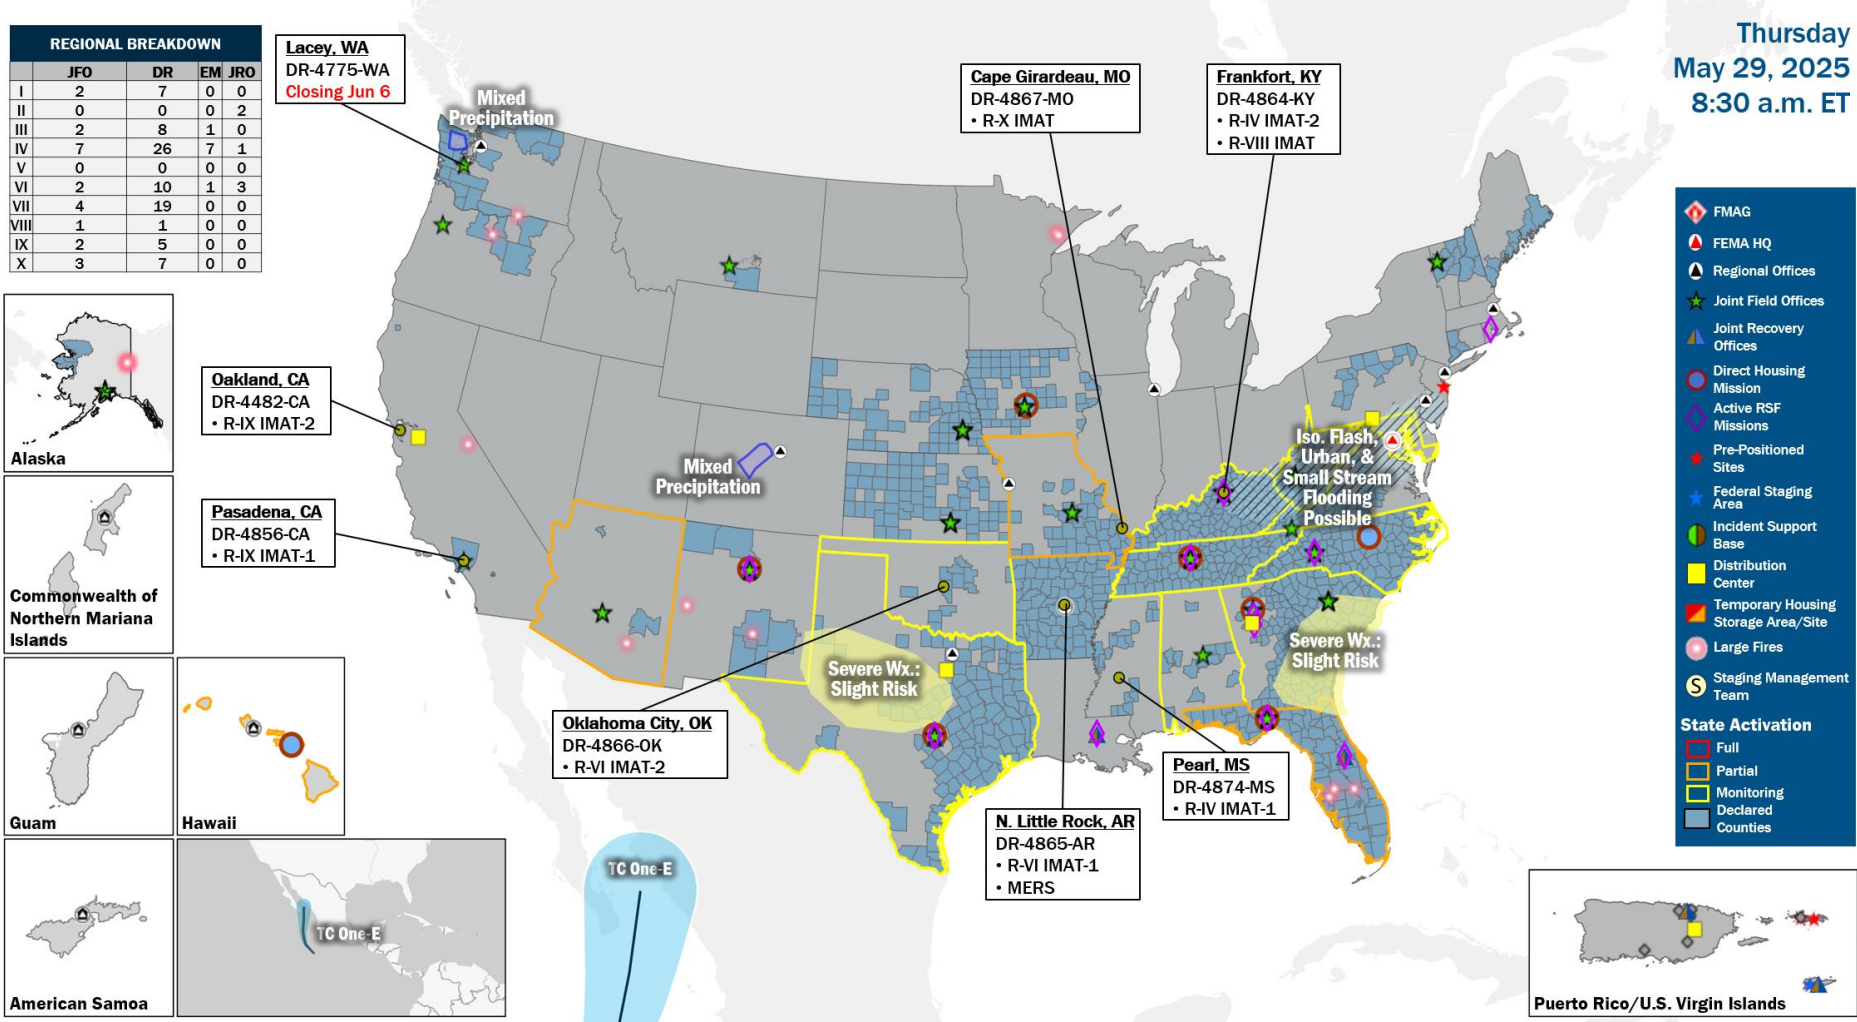 REGIONAL BREAKDOWN
JFO DR EM JRO
I 2 7 0 0
II 0 0 0 2
III 2 8 1 0
IV 7 26 7 1
V 0 0 0 0
VI 2 10 1 3
VII 4 19 0 0
VIII 1 1 0 0
IX 2 5 0 0
X 3 7 0 0
Lacey, WA
DR-4775-WA
Closing Jun 6
Mixed
Precipitation
Cape Girardeau, MO
DR-4867-MO
• R-X IMAT
Frankfort, KY
DR-4864-KY
• R-IV IMAT-2
• R-VIII IMAT
Thursday
May 29, 2025
8:30 a.m. ET
FMAG
FEMA HQ
Regional Offices
Joint Field Offices
Joint Recovery
Offices
Direct Housing
Mission
Active RSF
Missions
Pre-Positioned
Sites
Federal Staging
Area
Incident Support
Base
Distribution
Center
Temporary Housing
Storage Area/Site
Large Fires
S
Staging Management
Team
State Activation
Full
Partial
Monitoring
Declared
Counties
Alaska
Oakland, CA
DR-4482-CA
• R-IX IMAT-2
Mixed
Precipitation
Iso. Flash,
Urban, &
Small Stream
Flooding
Possible
Pasadena, CA
DR-4856-CA
• R-IX IMAT-1
Commonwealth of
Northern Mariana
Islands
Severe Wx.:
Slight Risk
Severe Wx.:
Slight Risk
Guam
Hawaii
Oklahoma City, OK
DR-4866-OK
• R-VI IMAT-2
Pearl, MS
DR-4874-MS
• R-IV IMAT-1
N. Little Rock, AR
DR-4865-AR
• R-VI IMAT-1
• MERS
American Samoa
TC One-E
TC One-E
Puerto Rico/U.S. Virgin Islands